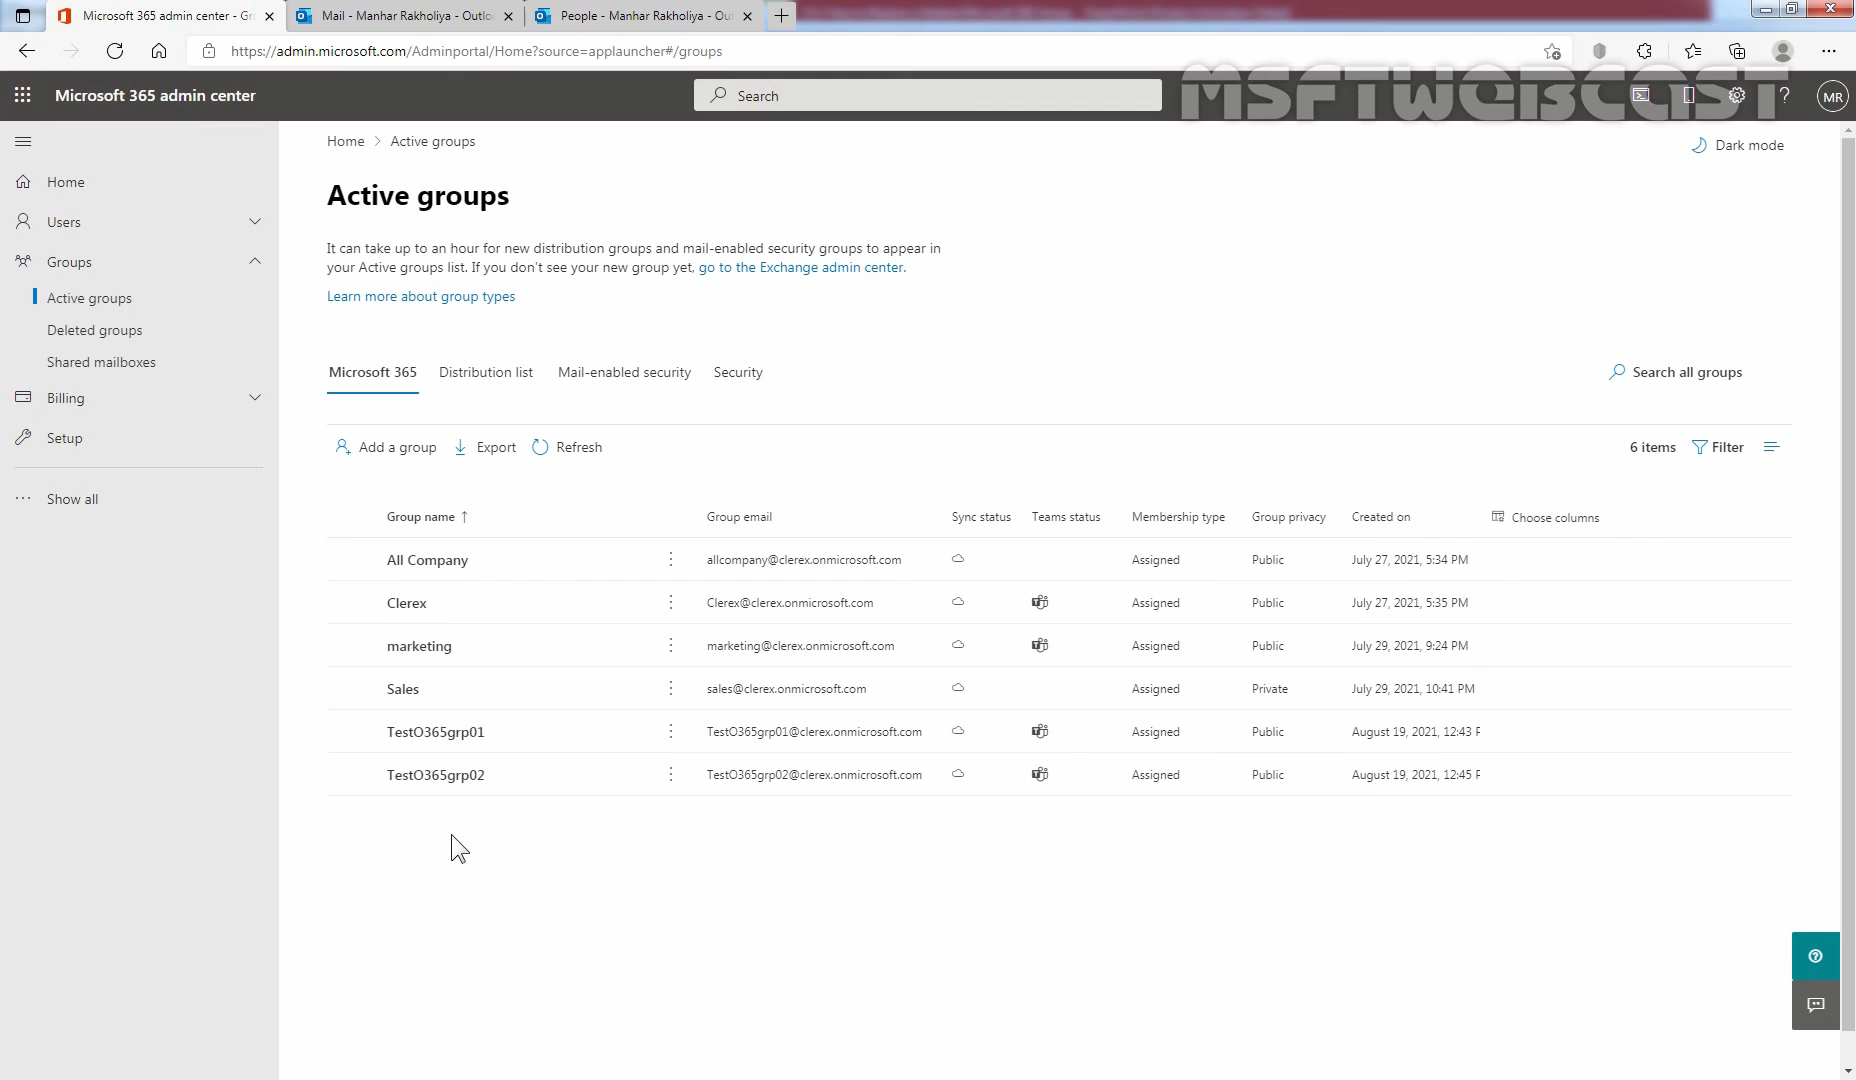 Microsoft 365 admin center - Gr
Mail - Manhar Rakholiya - Outlo
People - Manhar Rakholiya - Out
https://admin.microsoft.com/Adminportal/Home?source=applauncher#/groups
Microsoft 365 admin center
Search
MSFTWEBCAST
MR
Home
Users
Groups
Active groups
Deleted groups
Shared mailboxes
Billing
Setup
Show all
Home > Active groups
Dark mode
Active groups
It can take up to an hour for new distribution groups and mail-enabled security groups to appear in
your Active groups list. If you don't see your new group yet, go to the Exchange admin center.
Learn more about group types
Microsoft 365 Distribution list Mail-enabled security Security
Search all groups
Add a group Export Refresh
6 items Filter
Group name ↑ Group email Sync status Teams status Membership type Group privacy Created on Choose columns
All Company allcompany@clerex.onmicrosoft.com Assigned Public July 27, 2021, 5:34 PM
Clerex Clerex@clerex.onmicrosoft.com Assigned Public July 27, 2021, 5:35 PM
marketing marketing@clerex.onmicrosoft.com Assigned Public July 29, 2021, 9:24 PM
Sales sales@clerex.onmicrosoft.com Assigned Private July 29, 2021, 10:41 PM
TestO365grp01 TestO365grp01@clerex.onmicrosoft.com Assigned Public August 19, 2021, 12:43 P
TestO365grp02 TestO365grp02@clerex.onmicrosoft.com Assigned Public August 19, 2021, 12:45 P